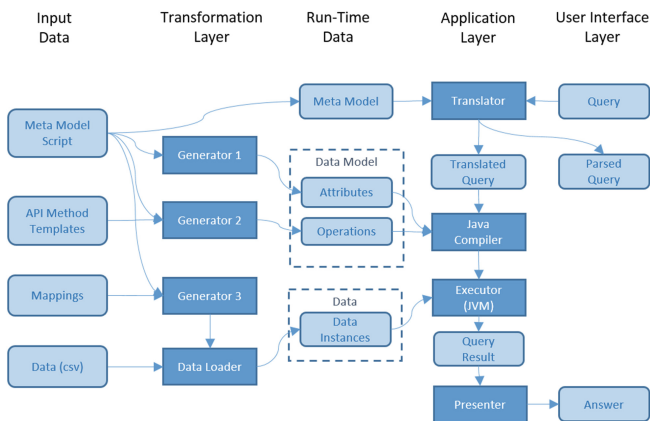 Input
Data
Transformation
Layer
Run-Time
Data
Application
Layer
User Interface
Layer
Meta Model
Translator
Query
Meta Model
Script
Generator 1
Data Model
Translated
Query
Parsed
Query
Attributes
API Method
Templates
Generator 2
Operations
Java
Compiler
Mappings
Generator 3
Data
Executor
(JVM)
Data
Instances
Query
Result
Data (csv)
Data Loader
Presenter
Answer